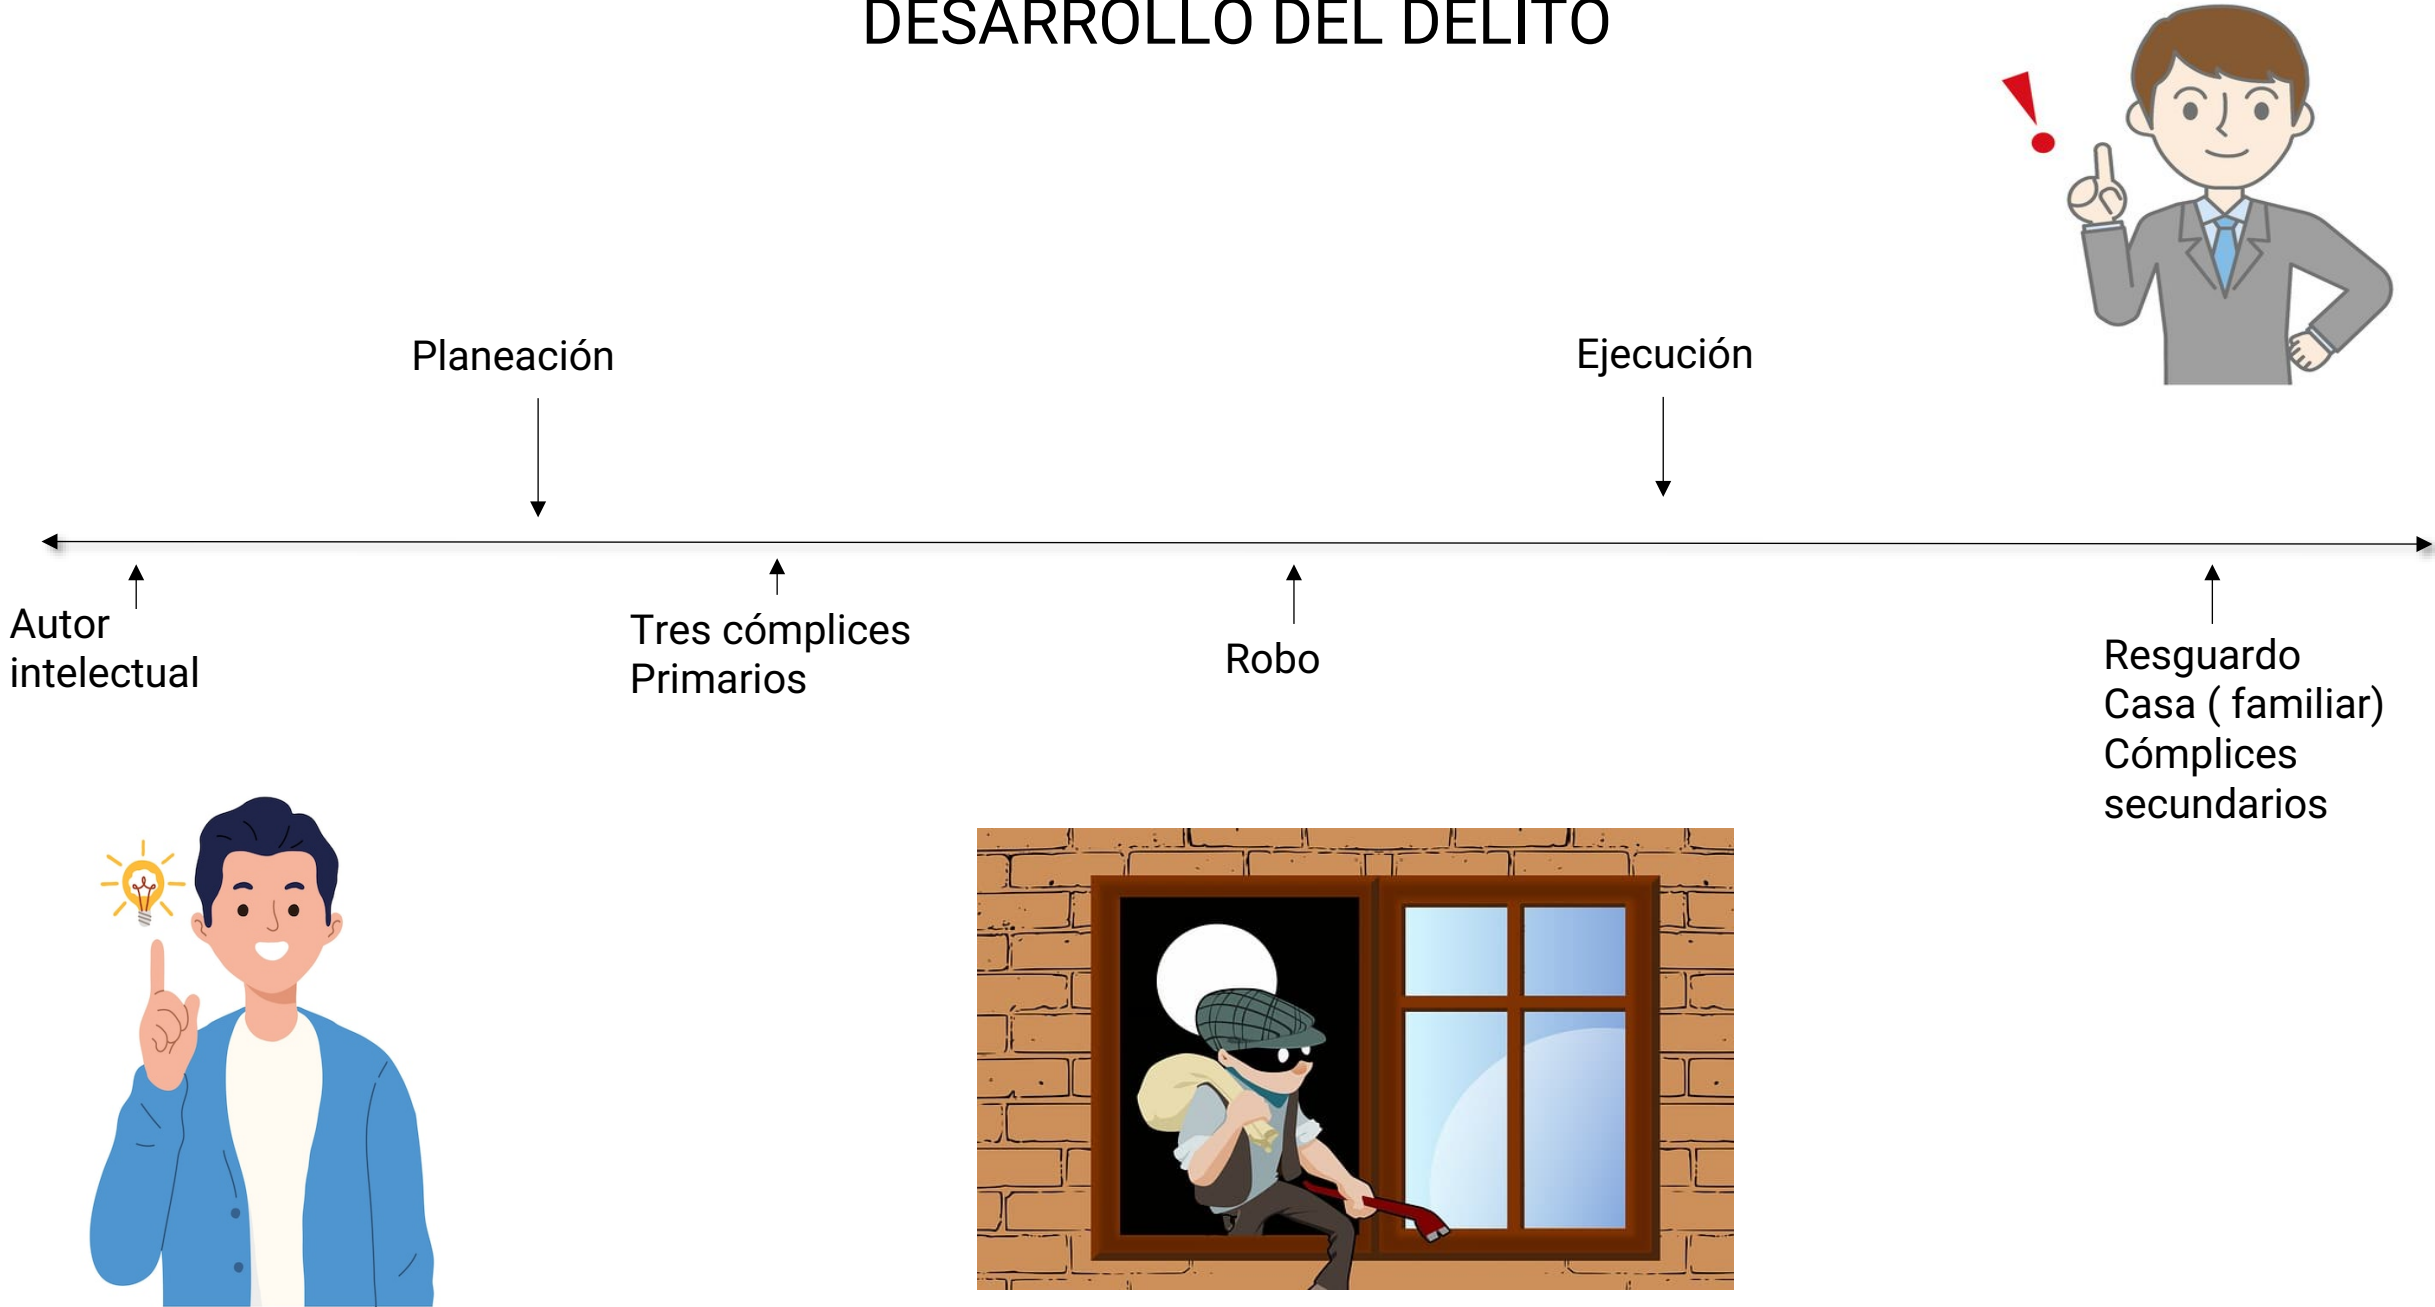 DESARROLLO DEL DELITO
Planeación
Ejecución
Autor
intelectual
Tres cómplices
Primarios
Robo
Resguardo
Casa ( familiar)
Cómplices
secundarios